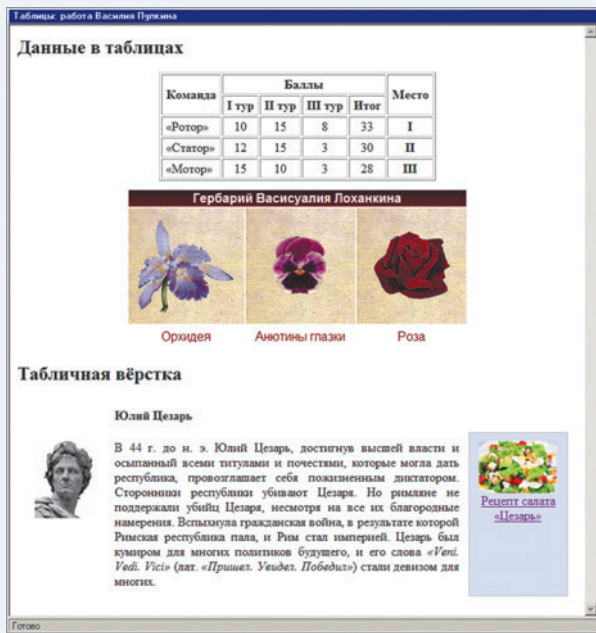 Таблицы: работа Василия Пупкина
Данные в таблицах
Команда Баллы Место
I тур II тур III тур Итог
«Ротор» 10 15 8 33 I
«Статор» 12 15 3 30 II
«Мотор» 15 10 3 28 III
Гербарий Васисуалия Лоханкина
Орхидея Анютины глазки Роза
Табличная вёрстка
Юлий Цезарь
В 44 г. до н. э. Юлий Цезарь, достигнув высшей власти и
осыпанный всеми титулами и почестями, которые могла дать
республика, провозглашает себя пожизненным диктатором.
Сторонники республики убивают Цезаря. Но римляне не
поддержали убийц Цезаря, несмотря на все их благородные
намерения. Вспыхнула гражданская война, в результате которой
Римская республика пала, и Рим стал империей. Цезарь был
кумиром для многих политиков будущего, и его слова «Veni.
Vedi. Vici» (лат. «Пришел. Увидел. Победил») стали девизом для
многих.
Рецепт салата
«Цезарь»
Готово